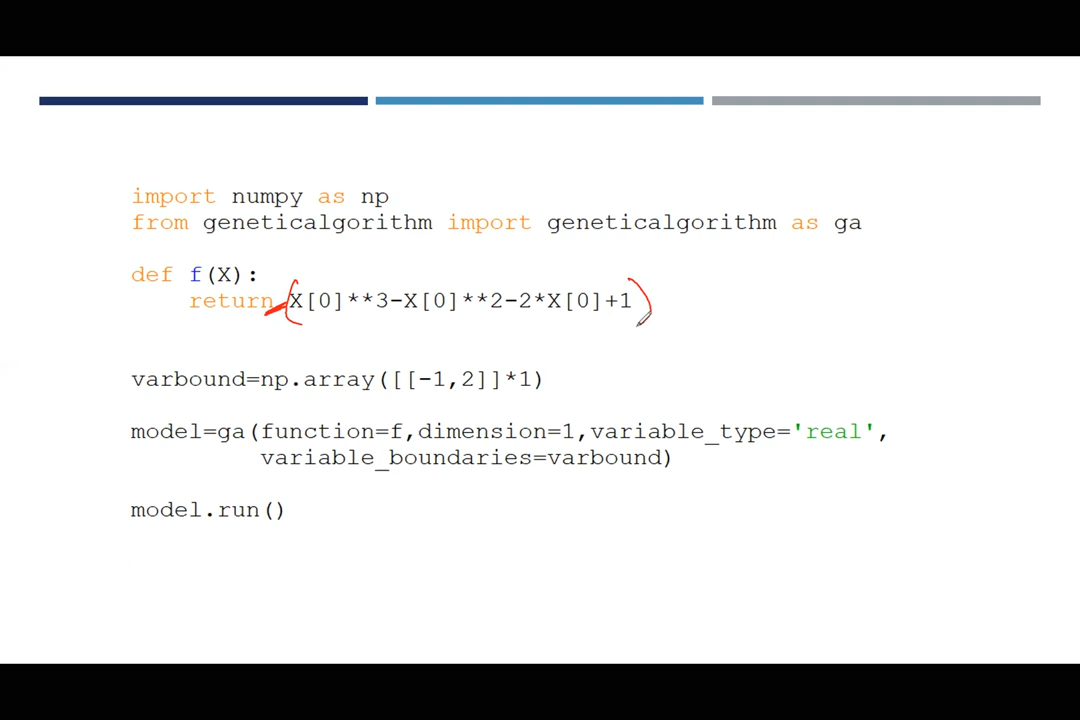 import numpy as np
from geneticalgorithm import geneticalgorithm as ga
def f(X):
return (X[0]**3-X[0]**2-2*X[0]+1)
varbound=np.array([[-1,2]]*1)
model=ga(function=f,dimension=1,variable_type='real',
variable_boundaries=varbound)
model.run()